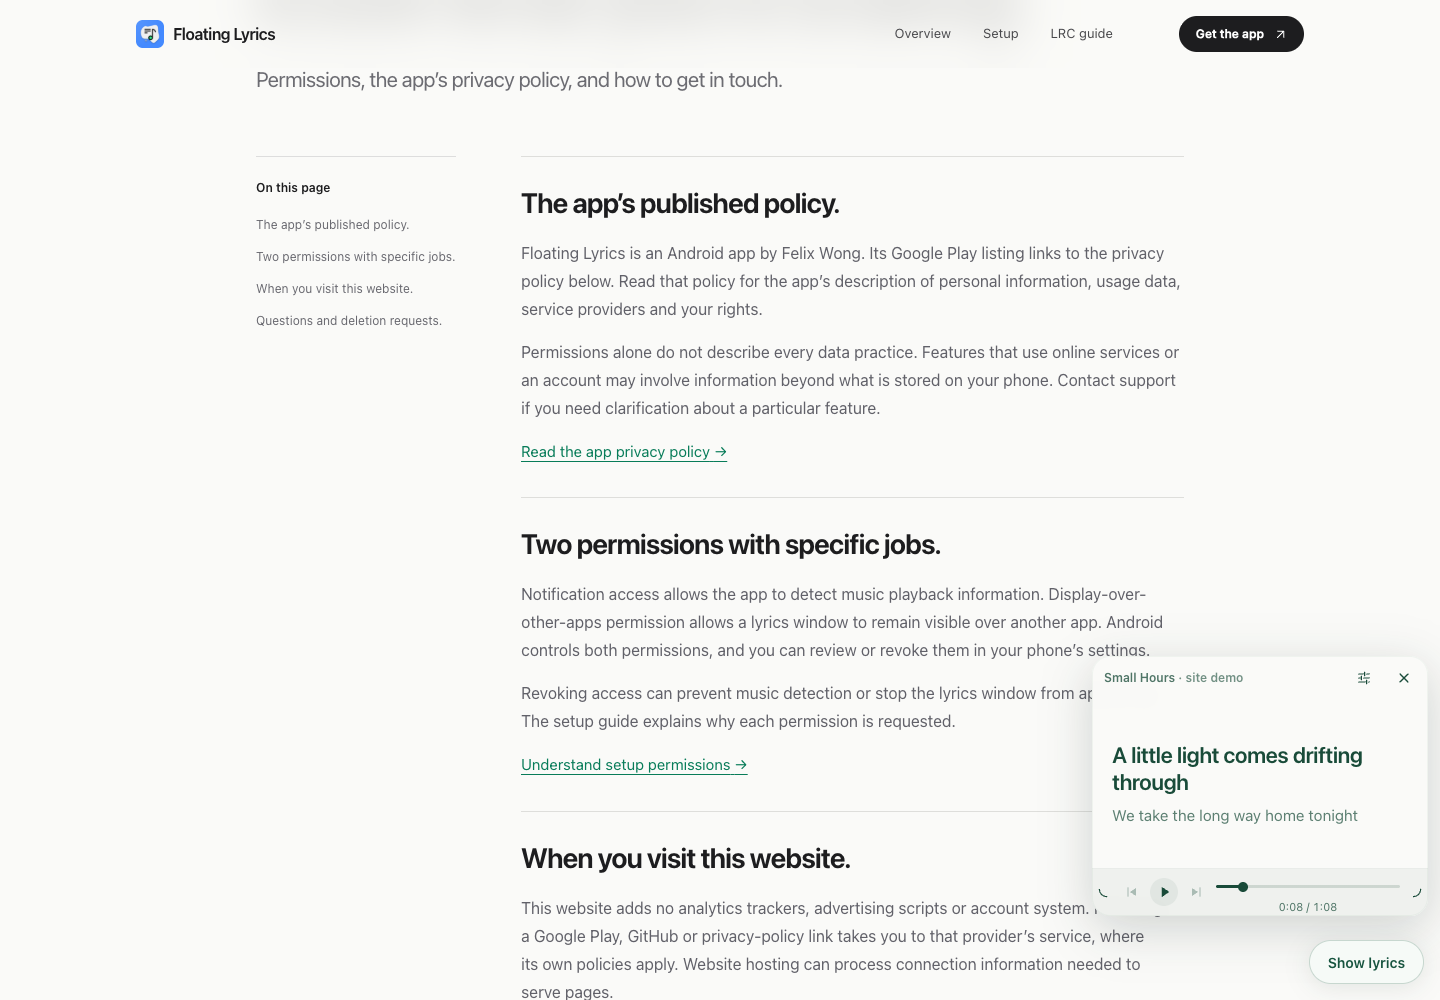 Floating Lyrics
Overview
Setup
LRC guide
Get the app
Permissions, the app’s privacy policy, and how to get in touch.
On this page
The app’s published policy.
Two permissions with specific jobs.
When you visit this website.
Questions and deletion requests.
The app’s published policy.
Floating Lyrics is an Android app by Felix Wong. Its Google Play listing links to the privacy
policy below. Read that policy for the app’s description of personal information, usage data,
service providers and your rights.
Permissions alone do not describe every data practice. Features that use online services or
an account may involve information beyond what is stored on your phone. Contact support
if you need clarification about a particular feature.
Read the app privacy policy →
Two permissions with specific jobs.
Notification access allows the app to detect music playback information. Display-over-
other-apps permission allows a lyrics window to remain visible over another app. Android
controls both permissions, and you can review or revoke them in your phone’s settings.
Revoking access can prevent music detection or stop the lyrics window from
The setup guide explains why each permission is requested.
Understand setup permissions →
When you visit this website.
This website adds no analytics trackers, advertising scripts or account system.
a Google Play, GitHub or privacy-policy link takes you to that provider’s service, where
its own policies apply. Website hosting can process connection information needed to
serve pages.
Small Hours · site demo
A little light comes drifting
through
We take the long way home tonight
0:08 / 1:08
Show lyrics